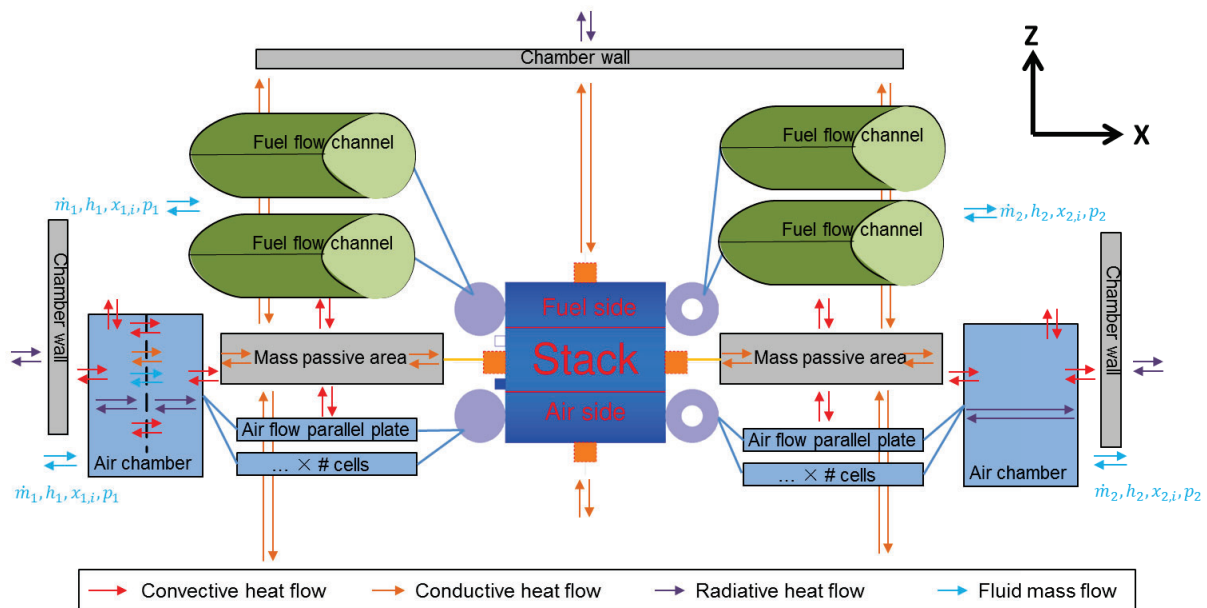 Chamber wall
Z
X
Fuel flow channel
Fuel flow channel
ṁ₁, h₁, x₁,ᵢ, p₁
ṁ₂, h₂, x₂,ᵢ, p₂
Fuel flow channel
Fuel flow channel
Chamber wall
Chamber wall
Fuel side
Stack
Air side
Mass passive area
Mass passive area
Air flow parallel plate
Air flow parallel plate
... × # cells
... × # cells
Air chamber
Air chamber
ṁ₁, h₁, x₁,ᵢ, p₁
ṁ₂, h₂, x₂,ᵢ, p₂
Convective heat flow
Conductive heat flow
Radiative heat flow
Fluid mass flow